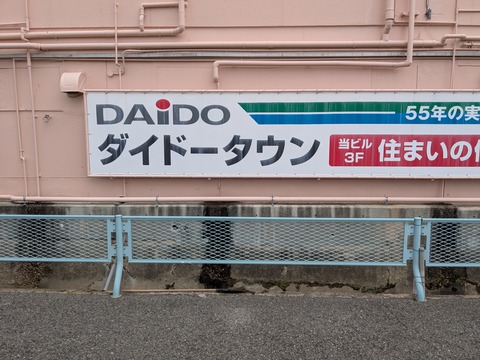 DAiDO
55年の実
ダイドータウン
当ビル
3F
住まいの